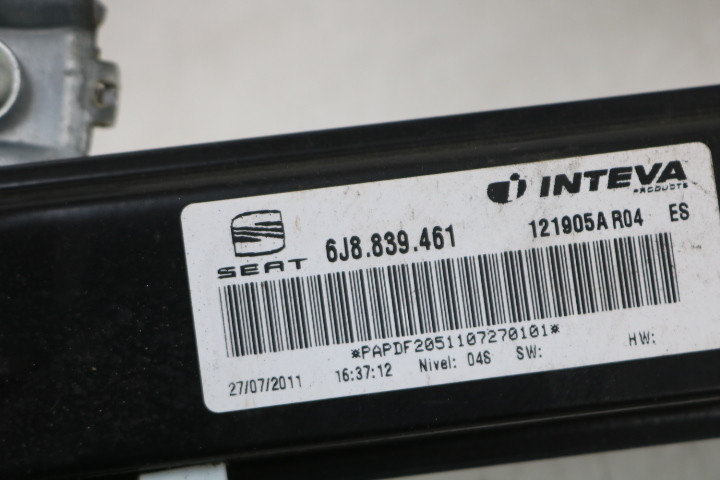 INTEVA
PRODUCTS
SEAT
6J8.839.461
121905A R04 ES
*PAPDF2051107270101*
27/07/2011 16:37:12 Nivel: 04S SW: HW: